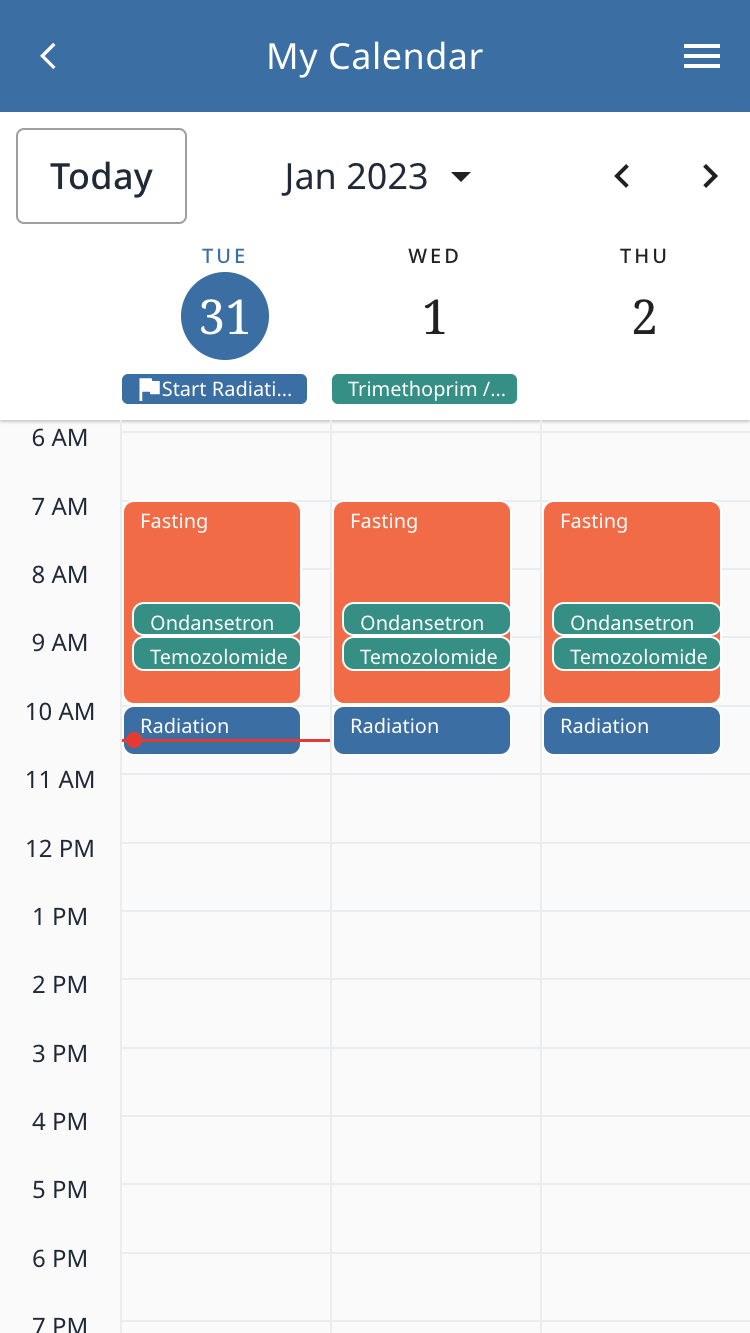 My Calendar
Today
Jan 2023
TUE WED THU
31 1 2
Start Radiati... Trimethoprim /...
6 AM
7 AM
Fasting Fasting Fasting
8 AM
Ondansetron Ondansetron Ondansetron
9 AM
Temozolomide Temozolomide Temozolomide
10 AM
Radiation Radiation Radiation
11 AM
12 PM
1 PM
2 PM
3 PM
4 PM
5 PM
6 PM
7 PM